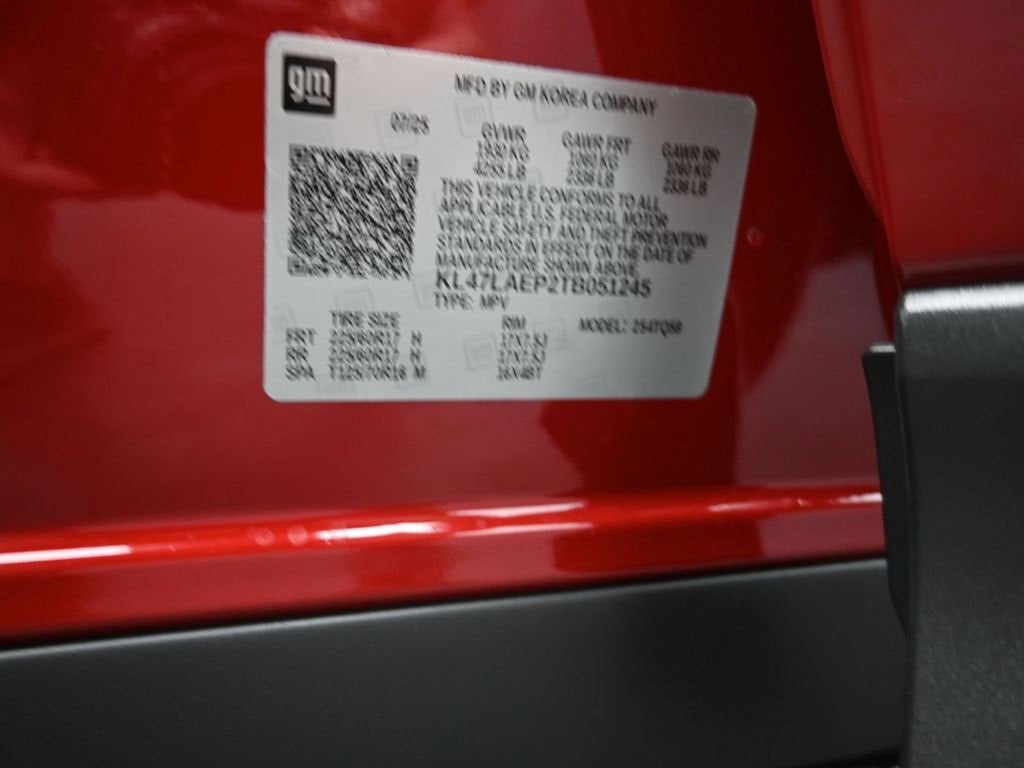 gm
MFD BY GM KOREA COMPANY
07/25
GVWR GAWR FRT GAWR RR
1930 KG 1060 KG 1060 KG
4255 LB 2336 LB 2336 LB
THIS VEHICLE CONFORMS TO ALL
APPLICABLE U.S. FEDERAL MOTOR
VEHICLE SAFETY AND THEFT PREVENTION
STANDARDS IN EFFECT ON THE DATE OF
MANUFACTURE SHOWN ABOVE.
KL47LAEP2TB051245
TYPE: MPV
TIRE SIZE RIM MODEL:
FRT 225/60R17 H 17X7.5J
RR 225/60R17 H 17X7.5J
SPA T125/70R16 M 16X4BT